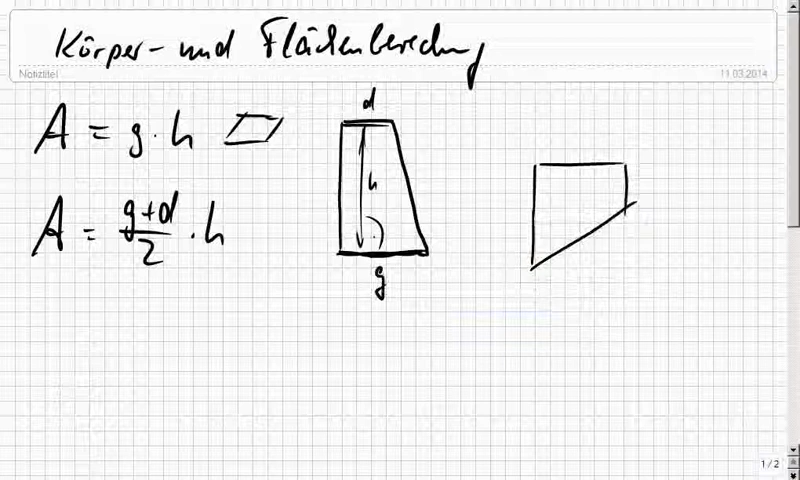 Körper- und Flächenberechnung
Notiztitel
11.03.2014
A = g · h
d
h
g
A = g+d / 2 · h
1/2